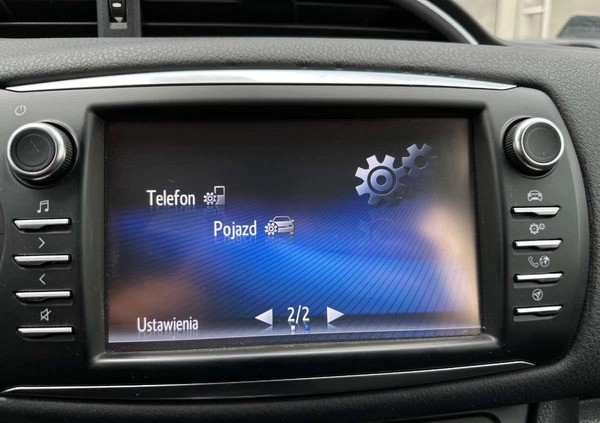 Telefon
Pojazd
Ustawienia
2/2